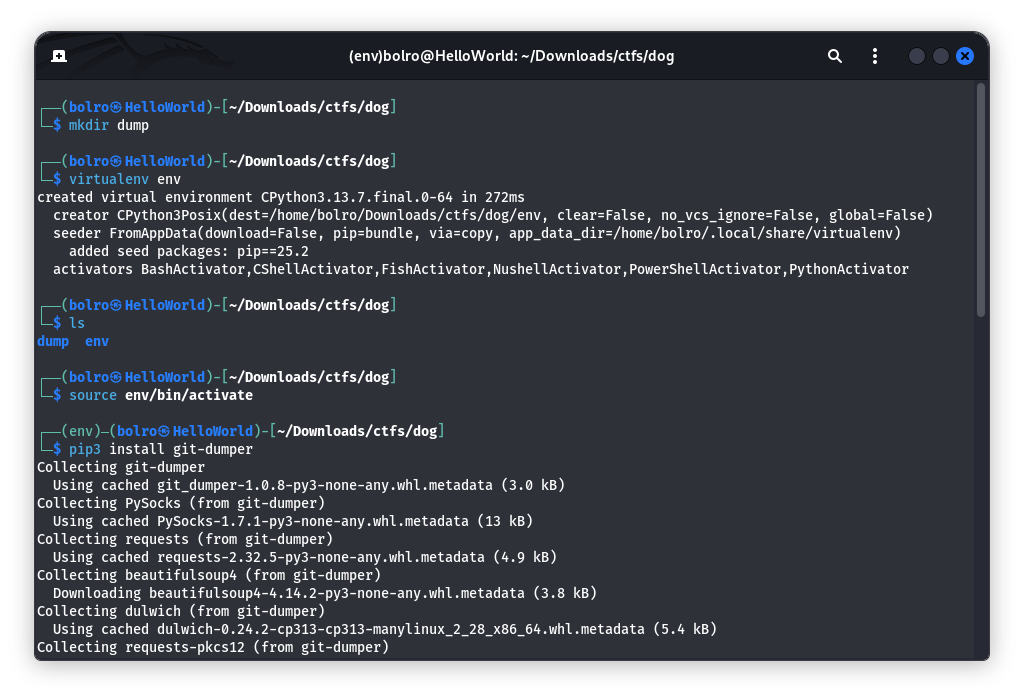 (env)bolro@HelloWorld: ~/Downloads/ctfs/dog
┌──(bolro㉿HelloWorld)-[~/Downloads/ctfs/dog]
└─$ mkdir dump
┌──(bolro㉿HelloWorld)-[~/Downloads/ctfs/dog]
└─$ virtualenv env
created virtual environment CPython3.13.7.final.0-64 in 272ms
  creator CPython3Posix(dest=/home/bolro/Downloads/ctfs/dog/env, clear=False, no_vcs_ignore=False, global=False)
  seeder FromAppData(download=False, pip=bundle, via=copy, app_data_dir=/home/bolro/.local/share/virtualenv)
    added seed packages: pip==25.2
  activators BashActivator,CShellActivator,FishActivator,NushellActivator,PowerShellActivator,PythonActivator
┌──(bolro㉿HelloWorld)-[~/Downloads/ctfs/dog]
└─$ ls
dump  env
┌──(bolro㉿HelloWorld)-[~/Downloads/ctfs/dog]
└─$ source env/bin/activate
┌──(env)─(bolro㉿HelloWorld)-[~/Downloads/ctfs/dog]
└─$ pip3 install git-dumper
Collecting git-dumper
  Using cached git_dumper-1.0.8-py3-none-any.whl.metadata (3.0 kB)
Collecting PySocks (from git-dumper)
  Using cached PySocks-1.7.1-py3-none-any.whl.metadata (13 kB)
Collecting requests (from git-dumper)
  Using cached requests-2.32.5-py3-none-any.whl.metadata (4.9 kB)
Collecting beautifulsoup4 (from git-dumper)
  Downloading beautifulsoup4-4.14.2-py3-none-any.whl.metadata (3.8 kB)
Collecting dulwich (from git-dumper)
  Using cached dulwich-0.24.2-cp313-cp313-manylinux_2_28_x86_64.whl.metadata (5.4 kB)
Collecting requests-pkcs12 (from git-dumper)